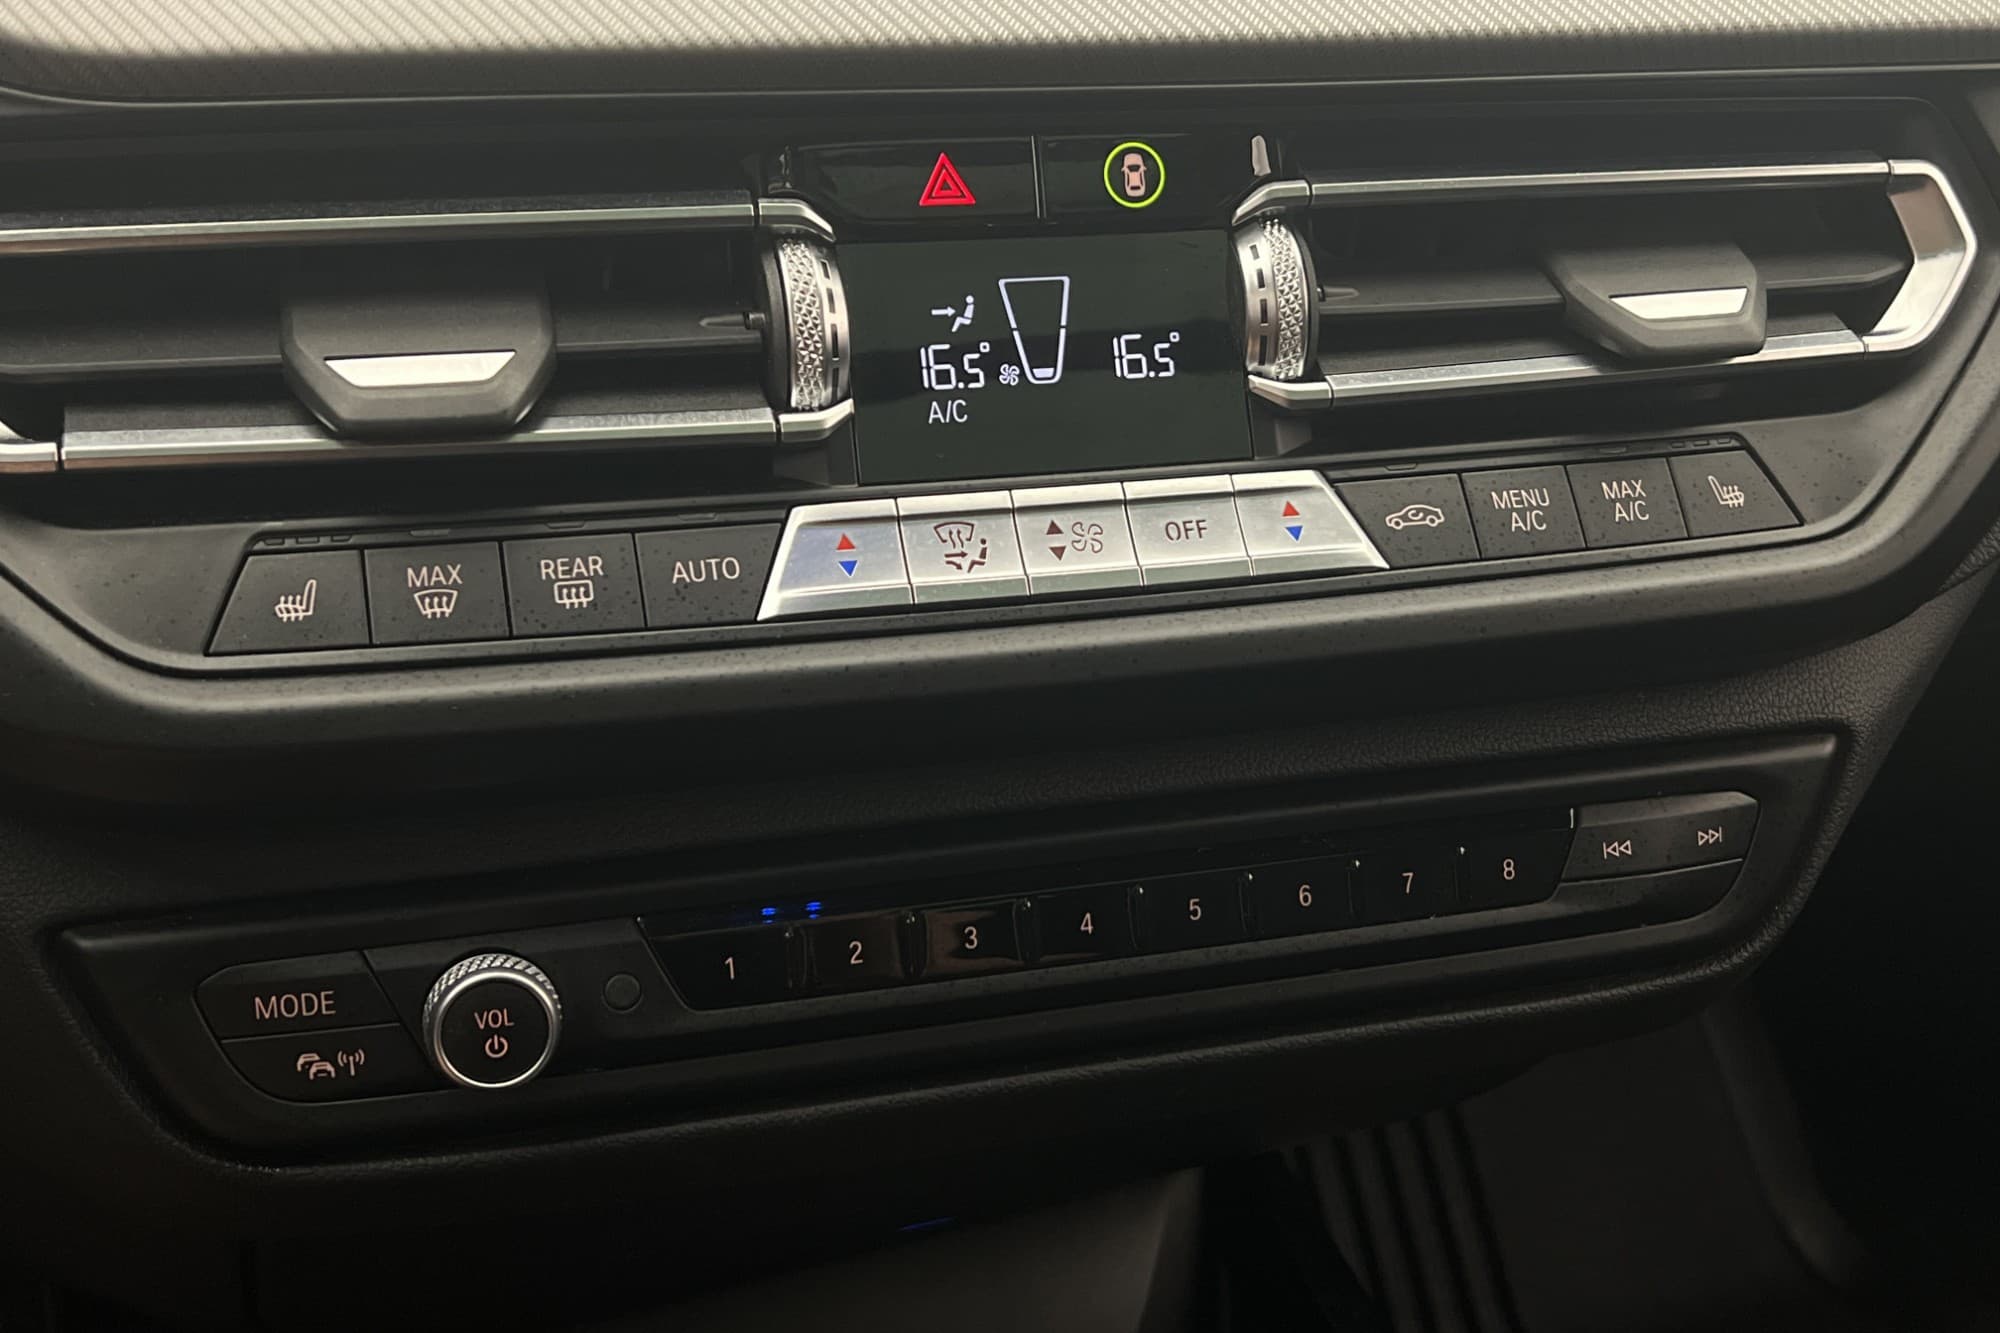 16.5°
16.5°
A/C
MAX
REAR
AUTO
OFF
MENU
A/C
MAX
A/C
MODE
VOL
1 2 3 4 5 6 7 8